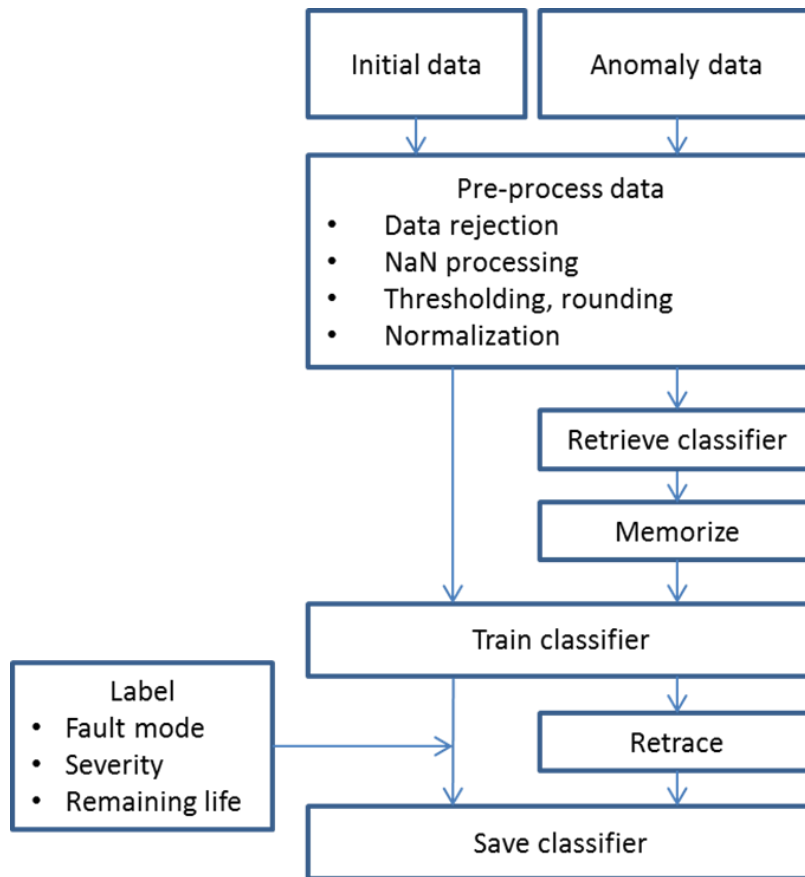 Initial data
Anomaly data
Pre-process data
• Data rejection
• NaN processing
• Thresholding, rounding
• Normalization
Retrieve classifier
Memorize
Train classifier
Label
• Fault mode
• Severity
• Remaining life
Retrace
Save classifier